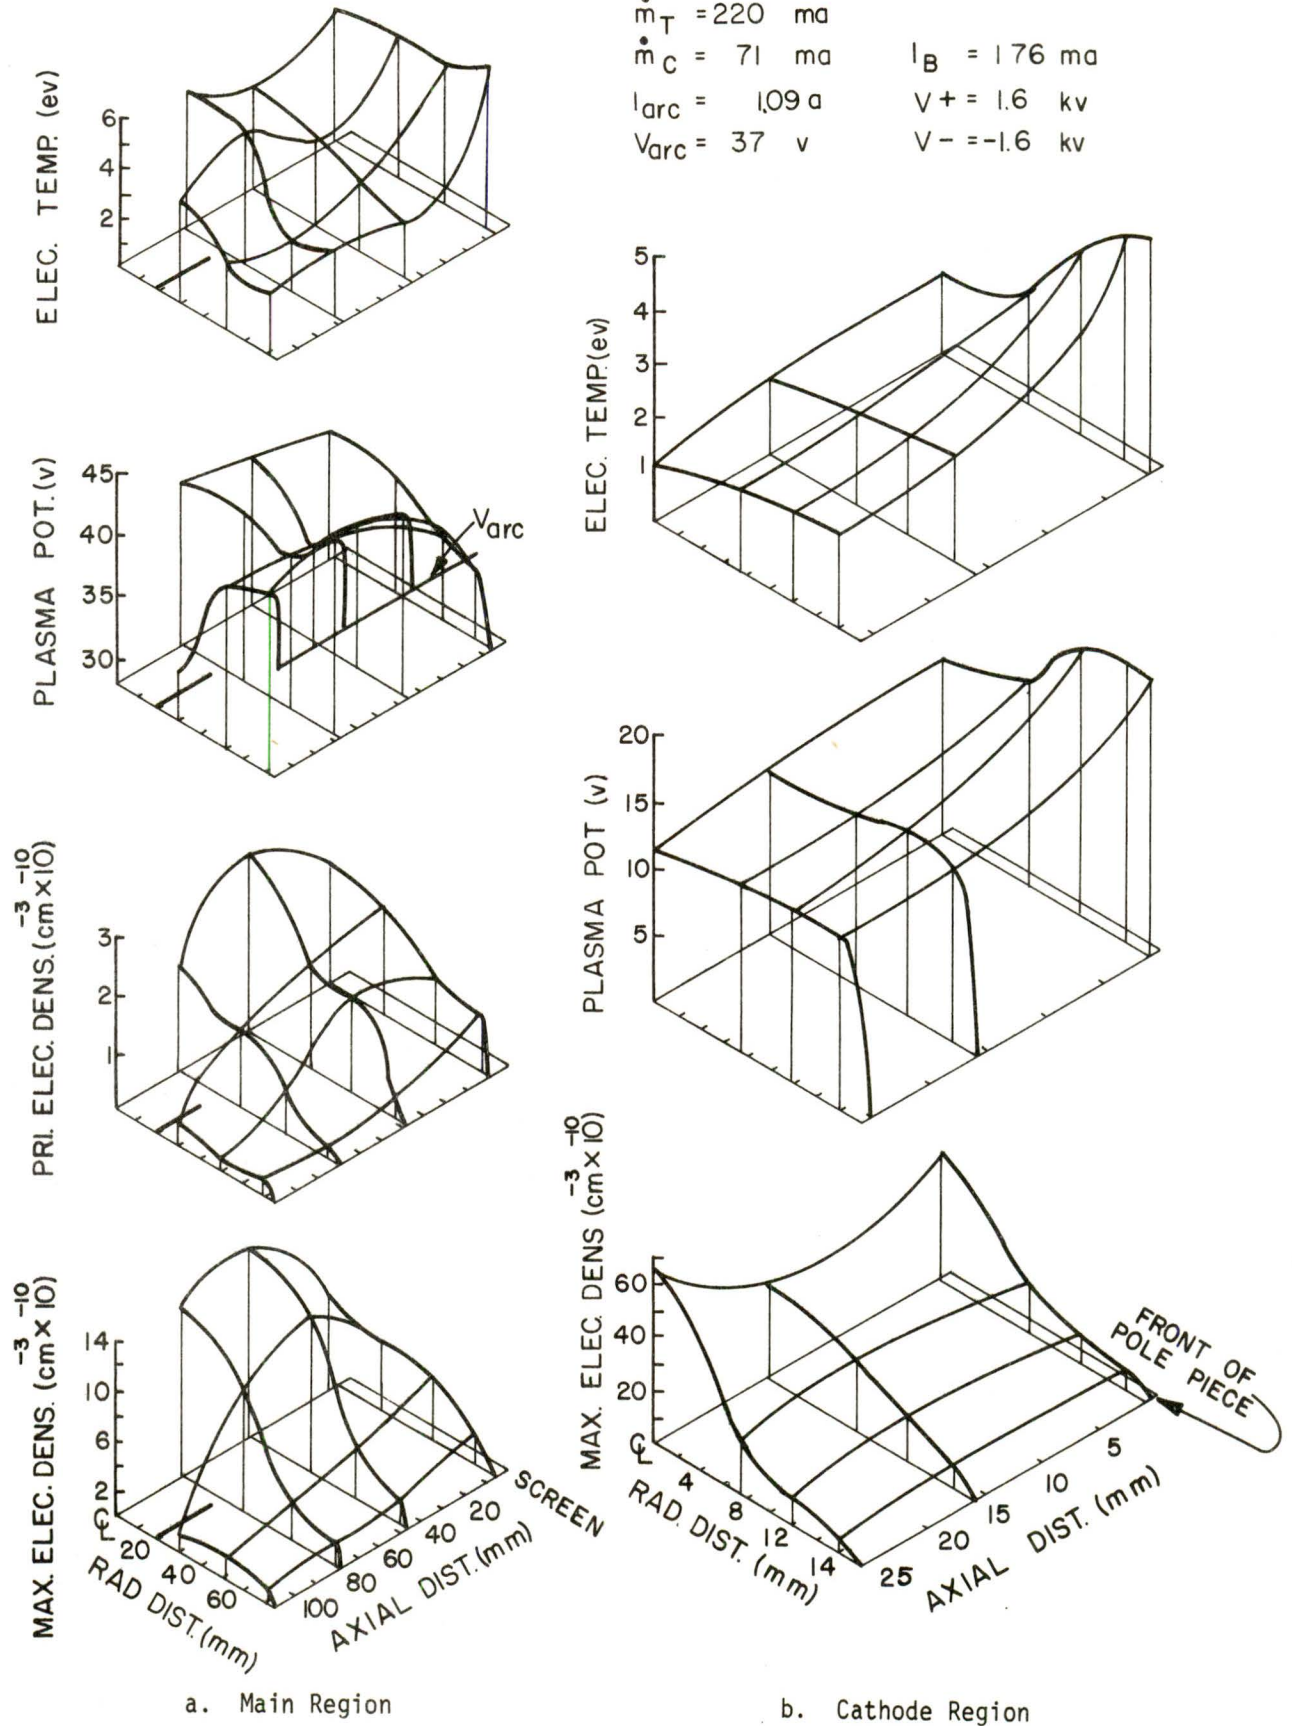 ṁT = 220 ma
ṁC = 71 ma IB = 176 ma
Iarc = 1.09 a V+ = 1.6 kv
Varc = 37 v V- = -1.6 kv
ELEC. TEMP. (ev)
6
4
2
PLASMA POT. (v)
45
40
35
30
Varc
PRI. ELEC. DENS. (cm-3 x 10-10)
3
2
1
MAX. ELEC. DENS. (cm-3 x 10-10)
14
10
6
2
℄
20
40
60
RAD DIST. (mm)
100
80
60
40
20
SCREEN
AXIAL DIST. (mm)
a. Main Region
ELEC. TEMP. (ev)
5
4
3
2
1
PLASMA POT (v)
20
15
10
5
MAX. ELEC. DENS (cm-3 x 10-10)
60
40
20
℄
4
8
12
14
RAD. DIST. (mm)
25
20
15
10
5
AXIAL DIST. (mm)
FRONT OF
POLE PIECE
b. Cathode Region